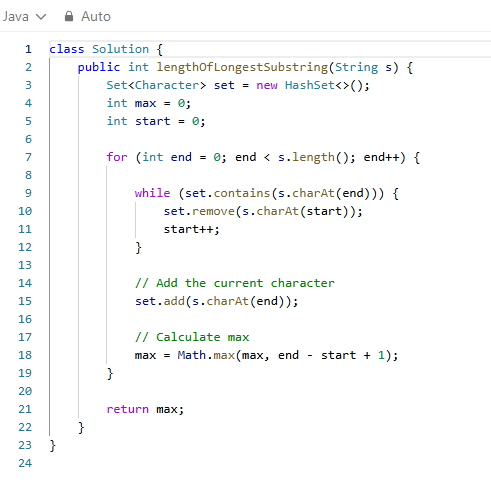 Java Auto
1 class Solution {
2     public int lengthOfLongestSubstring(String s) {
3         Set<Character> set = new HashSet<>();
4         int max = 0;
5         int start = 0;
6
7         for (int end = 0; end < s.length(); end++) {
8
9             while (set.contains(s.charAt(end))) {
10                 set.remove(s.charAt(start));
11                 start++;
12             }
13
14             // Add the current character
15             set.add(s.charAt(end));
16
17             // Calculate max
18             max = Math.max(max, end - start + 1);
19         }
20
21         return max;
22     }
23 }
24